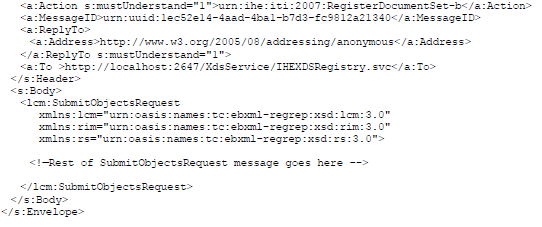 <a:Action s:mustUnderstand="1">urn:ihe:iti:2007:RegisterDocumentSet-b</a:Action>
<a:MessageID>urn:uuid:1ec52e14-4aad-4ba1-b7d3-fc9812a21340</a:MessageID>
<a:ReplyTo>
<a:Address>http://www.w3.org/2005/08/addressing/anonymous</a:Address>
</a:ReplyTo s:mustUnderstand="1">
<a:To >http://localhost:2647/XdsService/IHEXDSRegistry.svc</a:To>
</s:Header>
<s:Body>
<lcm:SubmitObjectsRequest
xmlns:lcm="urn:oasis:names:tc:ebxml-regrep:xsd:lcm:3.0"
xmlns:rim="urn:oasis:names:tc:ebxml-regrep:xsd:rim:3.0"
xmlns:rs="urn:oasis:names:tc:ebxml-regrep:xsd:rs:3.0">
<!—Rest of SubmitObjectsRequest message goes here -->
</lcm:SubmitObjectsRequest>
</s:Body>
</s:Envelope>